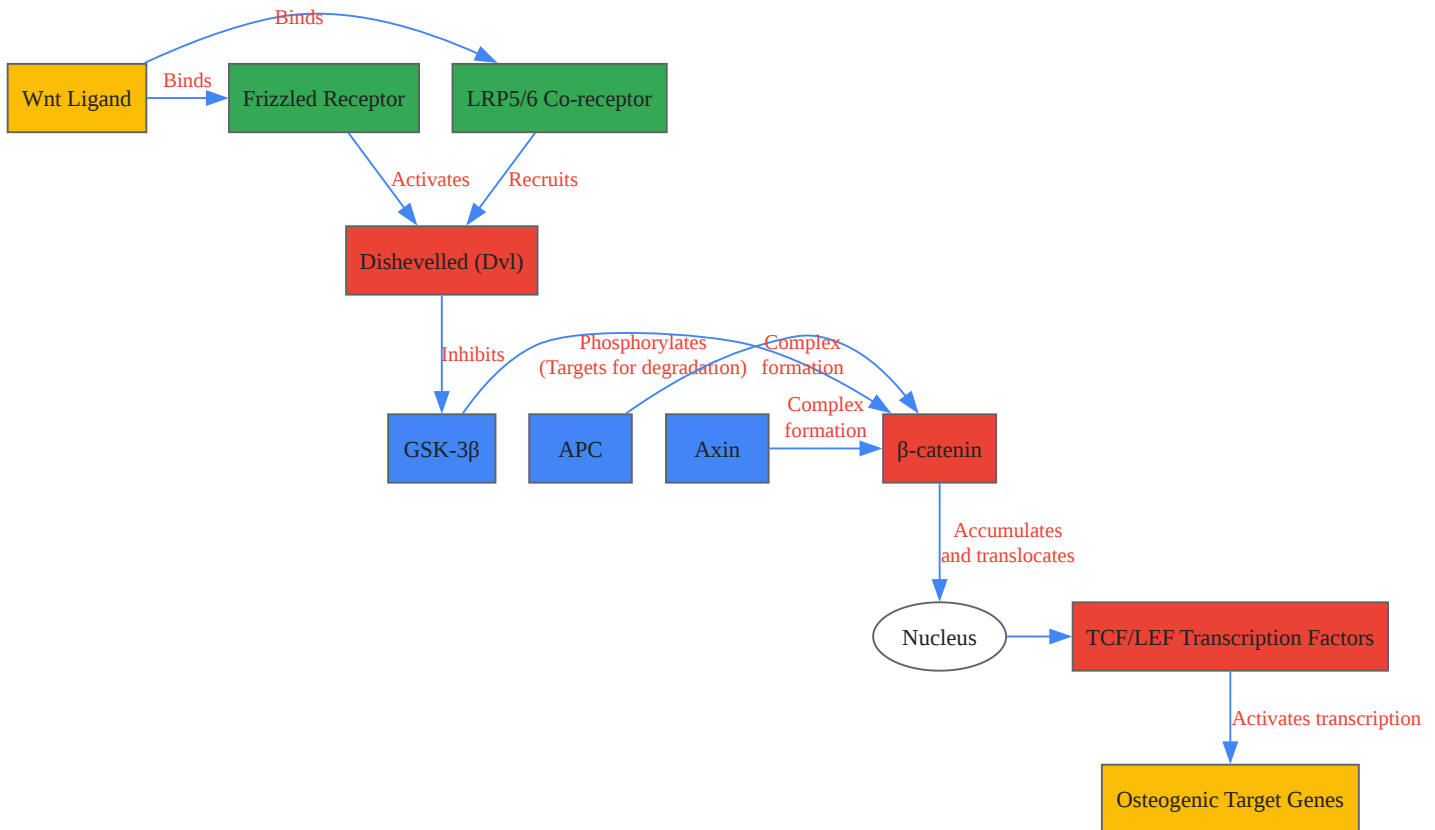 Binds
Wnt Ligand
Binds
Frizzled Receptor
LRP5/6 Co-receptor
Activates
Recruits
Dishevelled (Dvl)
Inhibits
Phosphorylates
(Targets for degradation)
Complex
formation
Complex
formation
GSK-3β
APC
Axin
β-catenin
Accumulates
and translocates
Nucleus
TCF/LEF Transcription Factors
Activates transcription
Osteogenic Target Genes